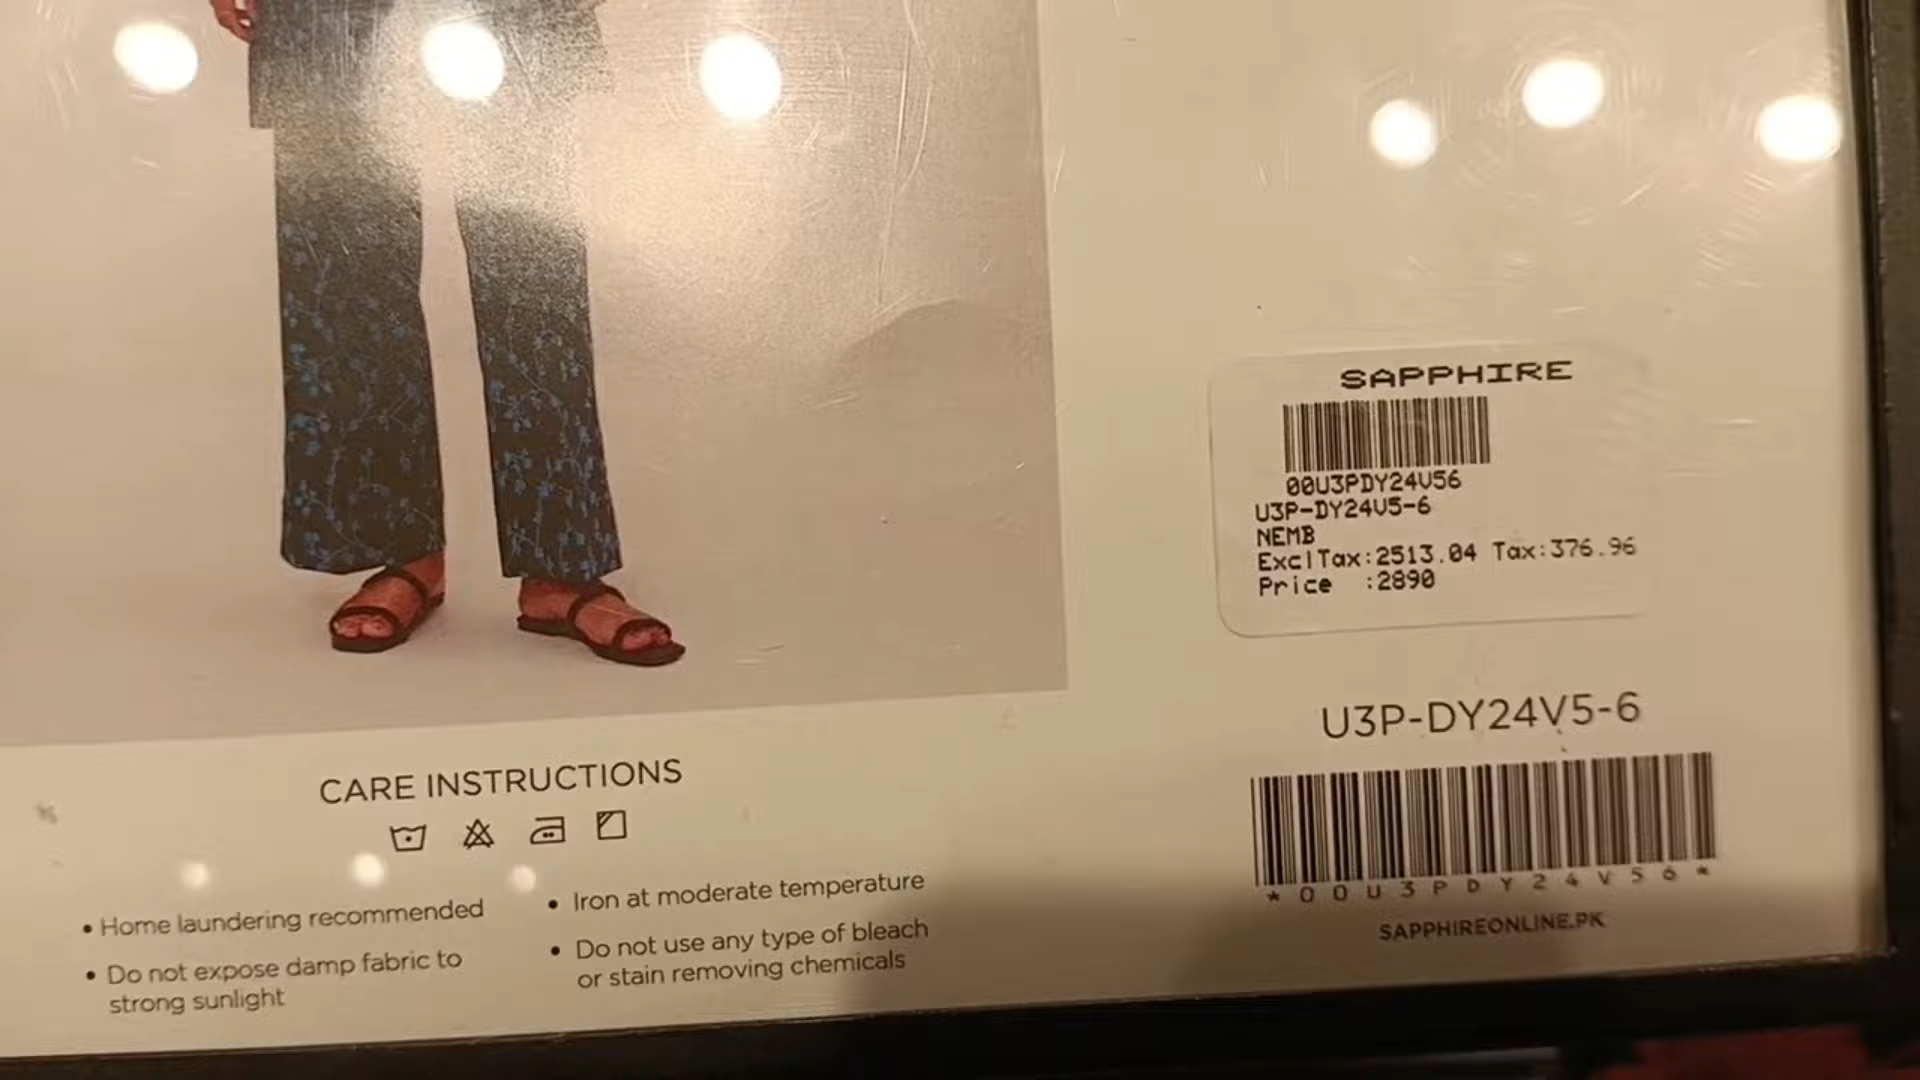 SAPPHIRE
00U3PDY24V56
U3P-DY24V5-6
NEMB
ExclTax:2513.04 Tax:376.96
Price :2890
U3P-DY24V5-6
*00U3PDY24V56*
SAPPHIREONLINE.PK
CARE INSTRUCTIONS
• Home laundering recommended
• Do not expose damp fabric to
strong sunlight
• Iron at moderate temperature
• Do not use any type of bleach
or stain removing chemicals